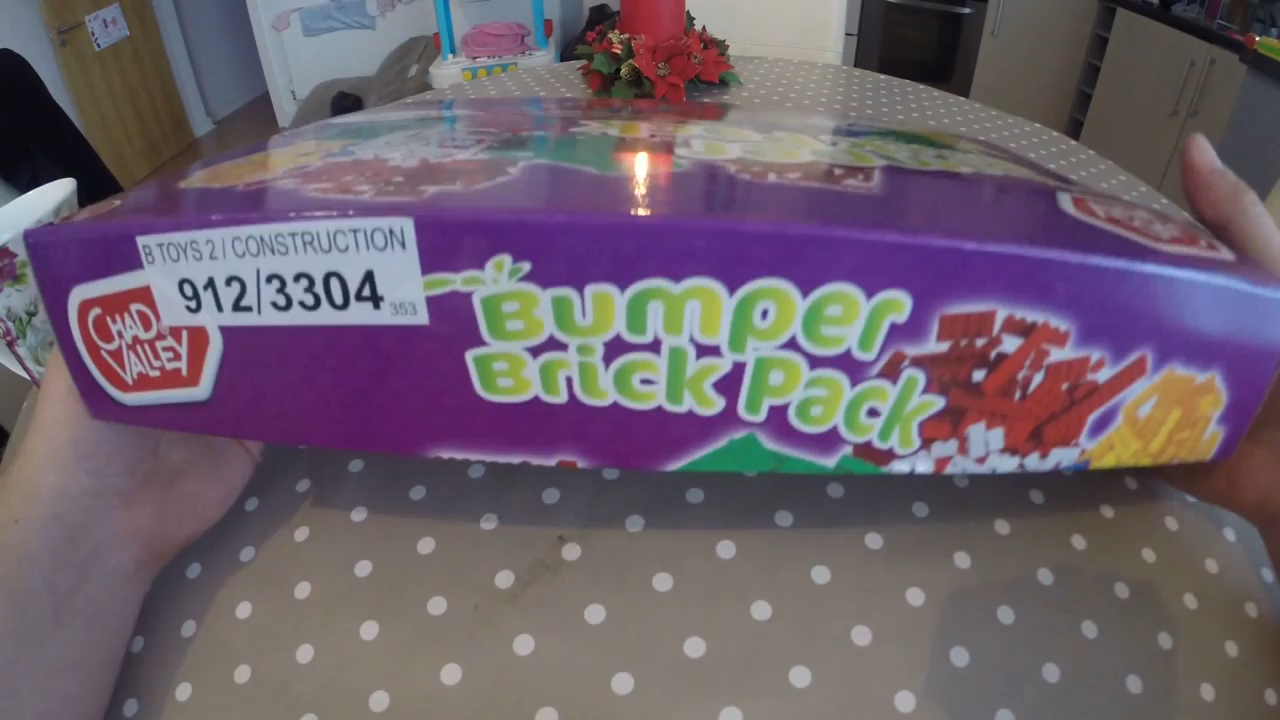 B TOYS 2 / CONSTRUCTION
912/3304
353
CHAD
VALLEY
Bumper
Brick Pack